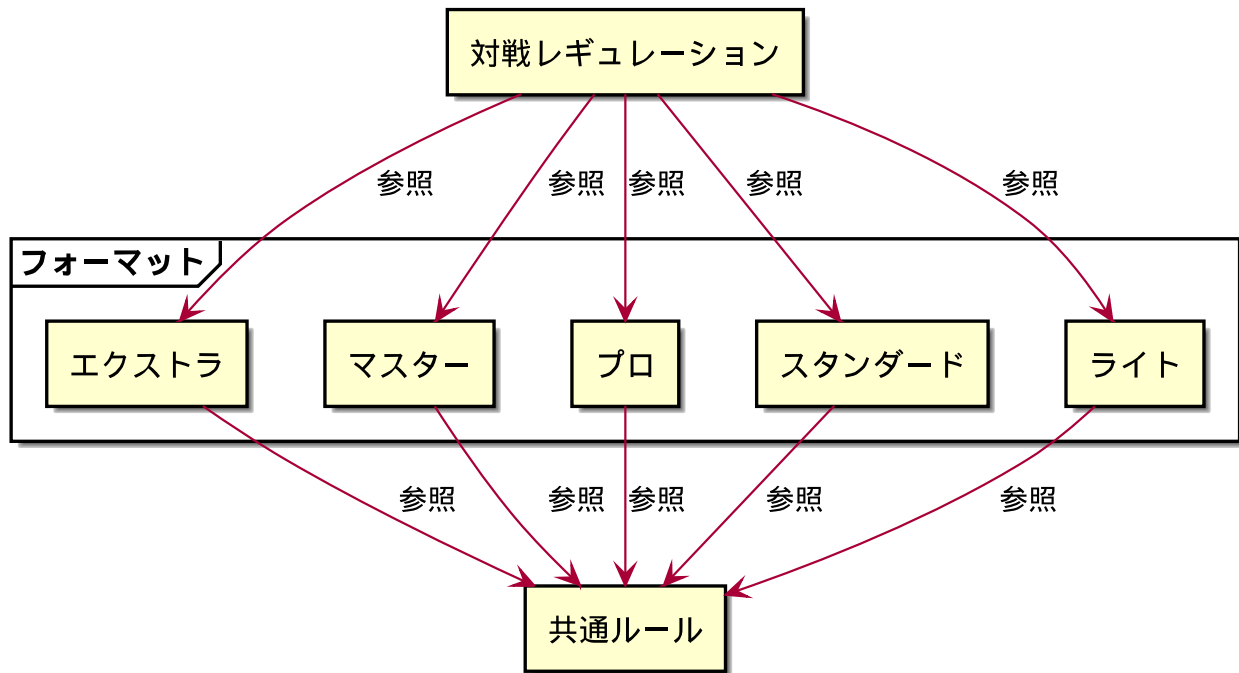 対戦レギュレーション
参照
参照
参照
参照
参照
フォーマット
エクストラ
マスター
プロ
スタンダード
ライト
参照
参照
参照
参照
参照
共通ルール